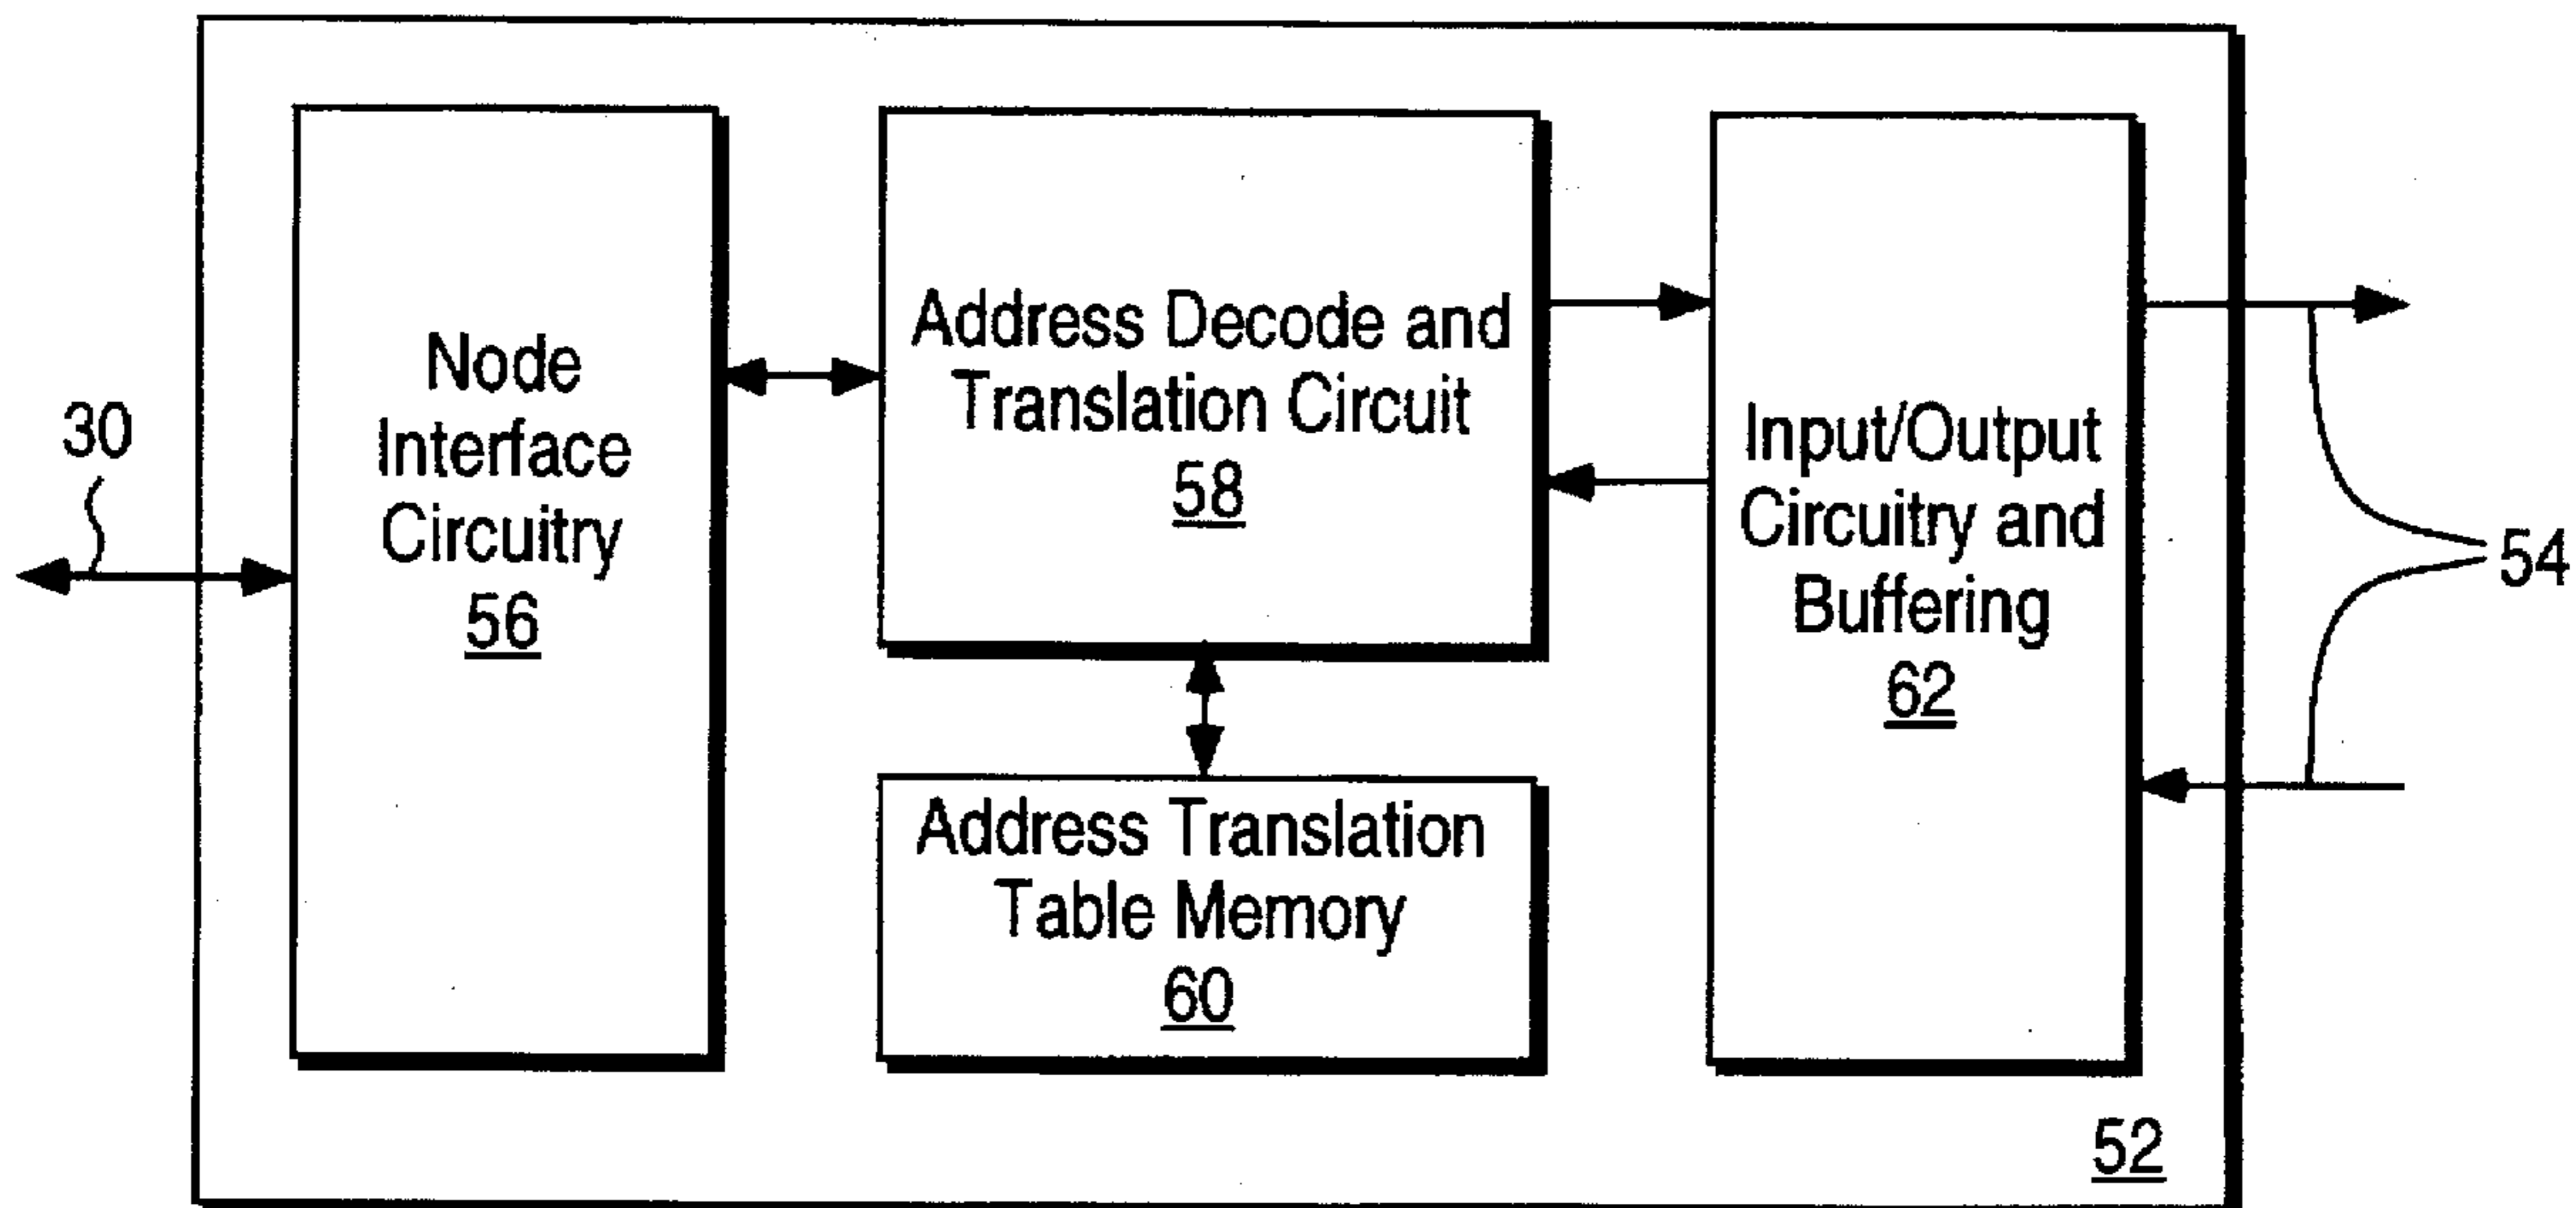 30
Node
Interface
Circuitry
56
Address Decode and
Translation Circuit
58
Address Translation
Table Memory
60
Input/Output
Circuitry and
Buffering
62
54
52